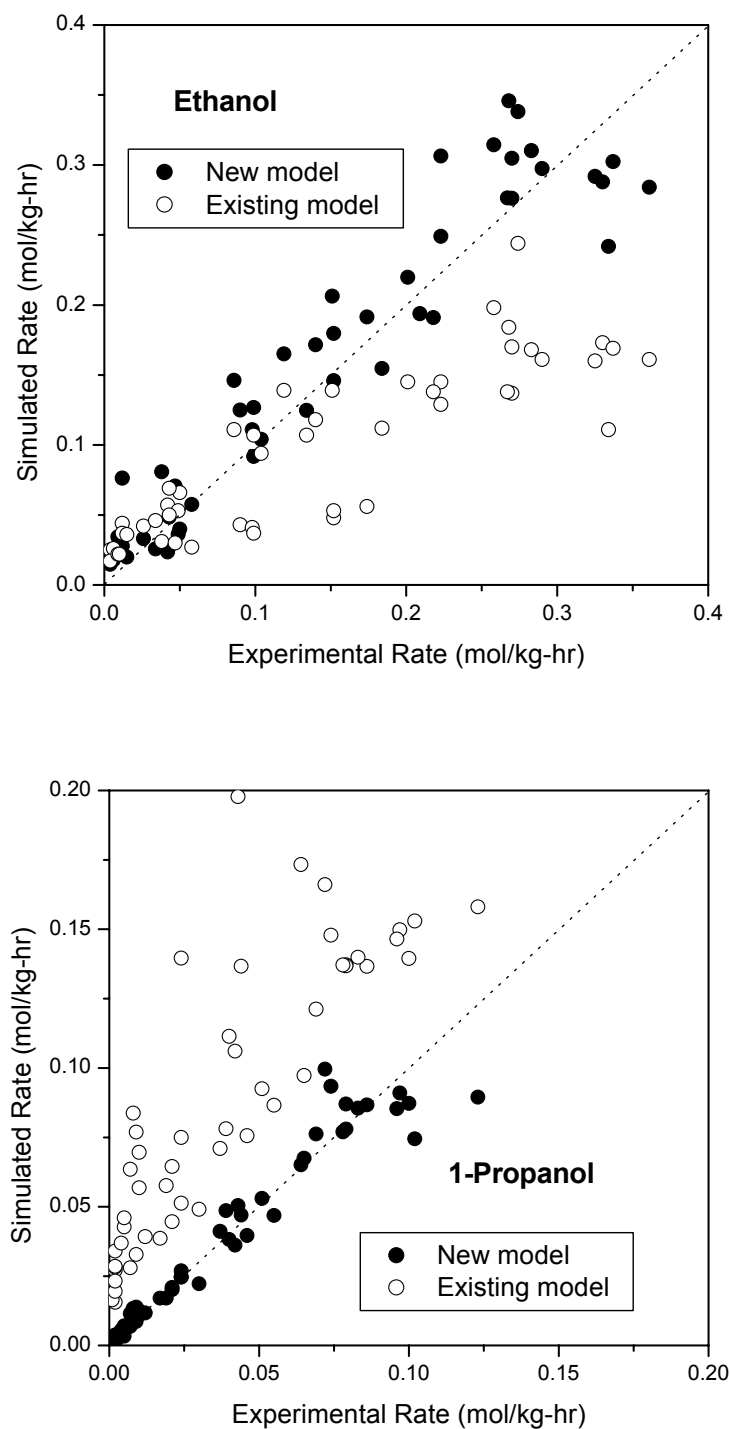 0.4
Ethanol
New model
Existing model
0.3
0.2
0.1
0.0
Simulated Rate (mol/kg-hr)
0.0 0.1 0.2 0.3 0.4
Experimental Rate (mol/kg-hr)
0.20
0.15
0.10
0.05
0.00
Simulated Rate (mol/kg-hr)
1-Propanol
New model
Existing model
0.00 0.05 0.10 0.15 0.20
Experimental Rate (mol/kg-hr)